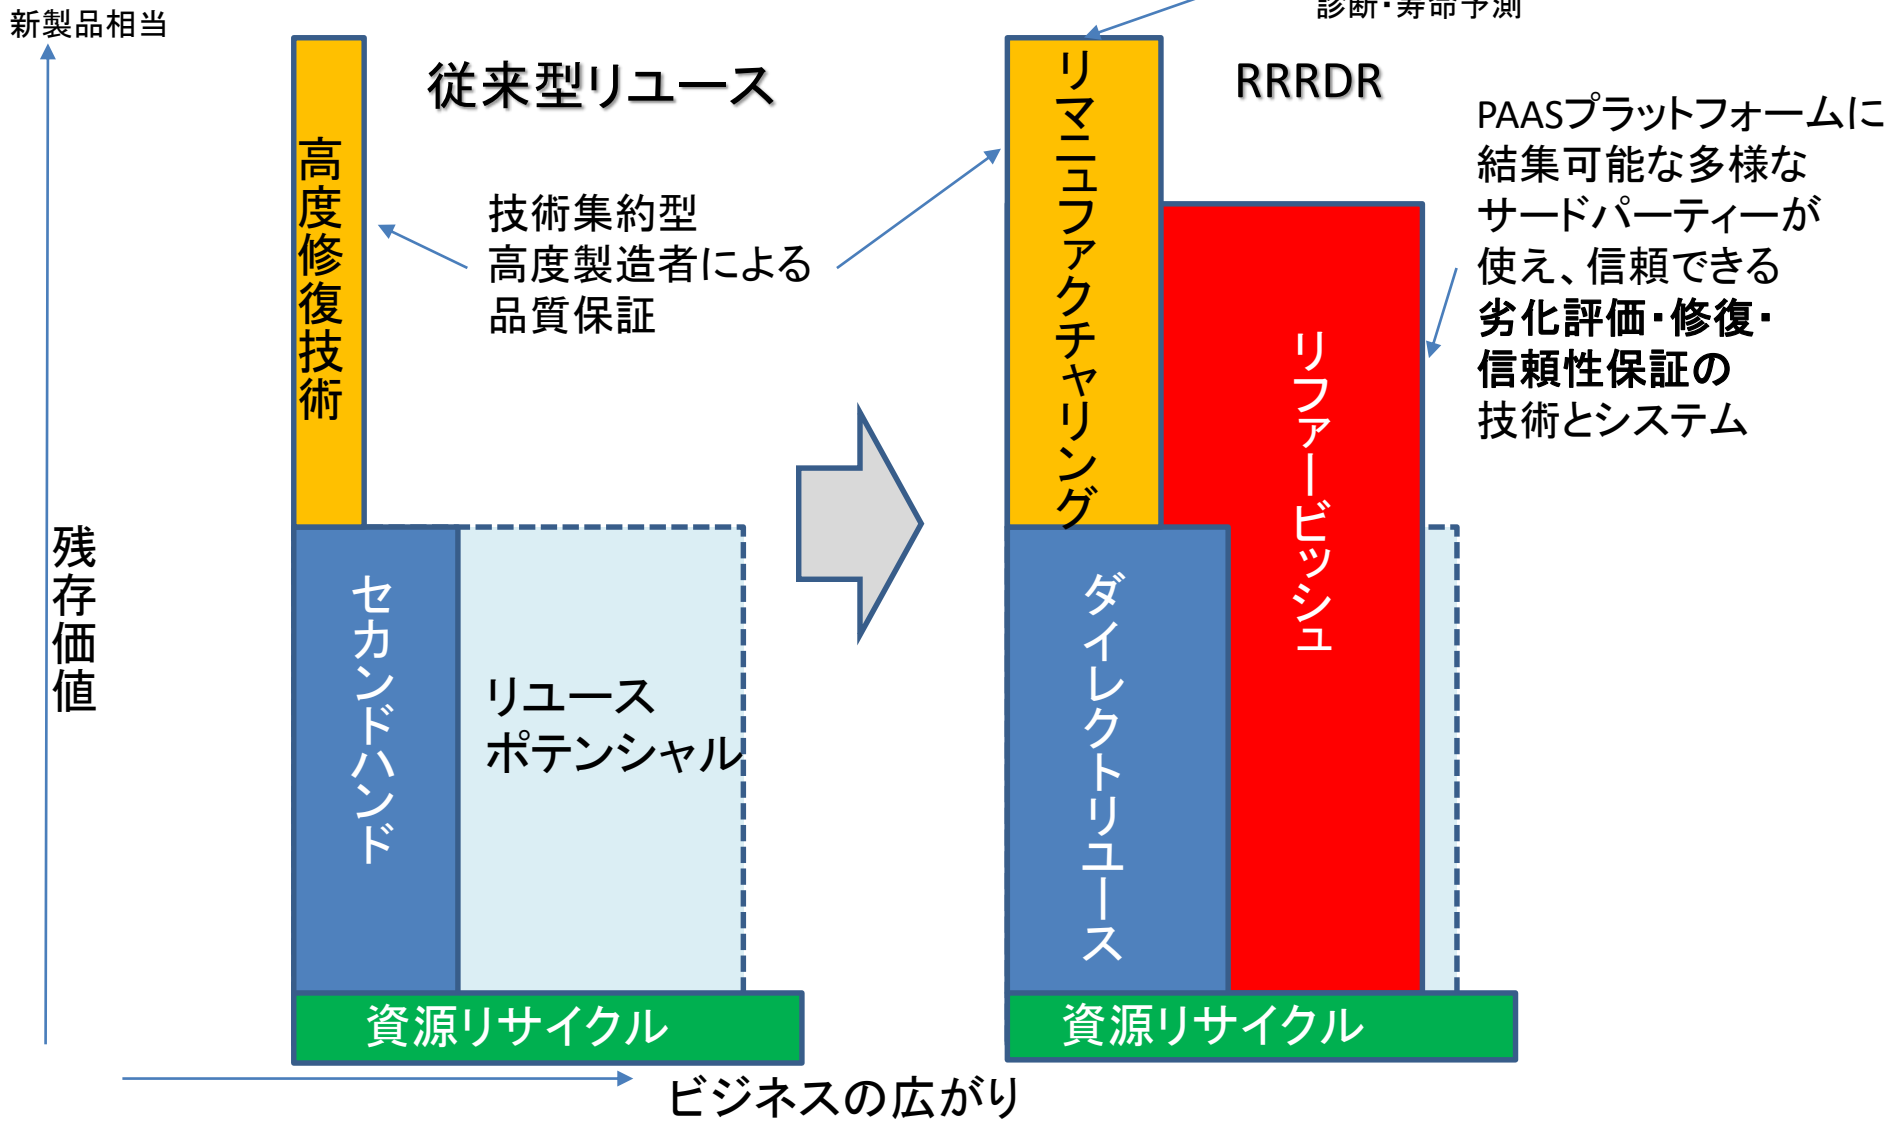 新製品相当
診断・寿命予測
従来型リユース
RRRDR
高度修復技術
技術集約型
高度製造者による
品質保証
リマニュファクチャリング
PAASプラットフォームに
結集可能な多様な
サードパーティーが
使え、信頼できる
劣化評価・修復・
信頼性保証の
技術とシステム
リファービッシュ
残存価値
セカンドハンド
リユース
ポテンシャル
ダイレクトリユース
資源リサイクル
資源リサイクル
ビジネスの広がり